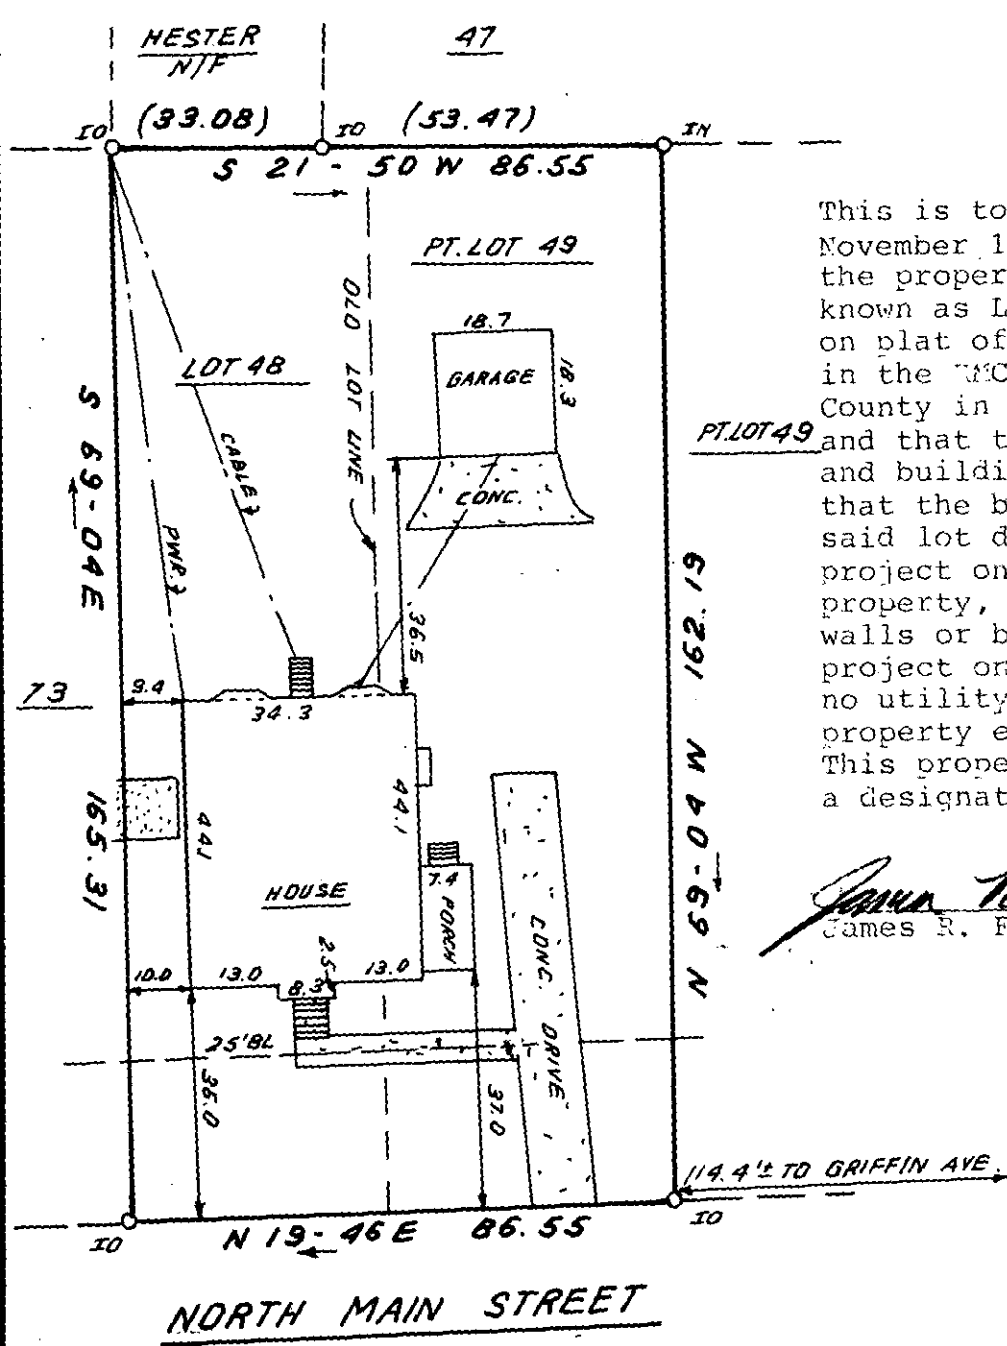 HESTER
N/F
47
IO
(33.08)
IO
(53.47)
IN
S 21 - 50 W 86.55
PT. LOT 49
OLD LOT LINE
18.7
18.3
GARAGE
LOT 48
CABLE
CONC.
PT. LOT 49
S 69-04 E
165.31
PWR.
36.5
N 69-04 W 162.19
73
9.4
34.3
44.1
44.1
HOUSE
7.4
PORCH
CONC. DRIVE
10.0
13.0
8.3
2.5
13.0
25' BL
36.0
37.0
114.4'± TO GRIFFIN AVE.
IO
N 19-46 E 86.55
IO
NORTH MAIN STREET
This is to
November 1
the proper
known as L
on plat of
in the RMC
County in
and that t
and buildi
that the b
said lot d
project on
property,
walls or b
project on
no utility
property e
This prope
a designat
James R. F